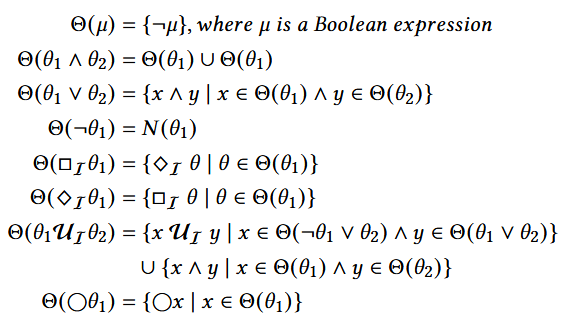 Θ(μ) = {¬μ}, where μ is a Boolean expression
Θ(θ₁ ∧ θ₂) = Θ(θ₁) ∪ Θ(θ₁)
Θ(θ₁ ∨ θ₂) = {x ∧ y | x ∈ Θ(θ₁) ∧ y ∈ Θ(θ₂)}
Θ(¬θ₁) = N(θ₁)
Θ(□_I θ₁) = {◇_I θ | θ ∈ Θ(θ₁)}
Θ(◇_I θ₁) = {□_I θ | θ ∈ Θ(θ₁)}
Θ(θ₁ 𝓤_I θ₂) = {x 𝓤_I y | x ∈ Θ(¬θ₁ ∨ θ₂) ∧ y ∈ Θ(θ₁ ∨ θ₂)}
∪ {x ∧ y | x ∈ Θ(θ₁) ∧ y ∈ Θ(θ₂)}
Θ(○θ₁) = {○x | x ∈ Θ(θ₁)}